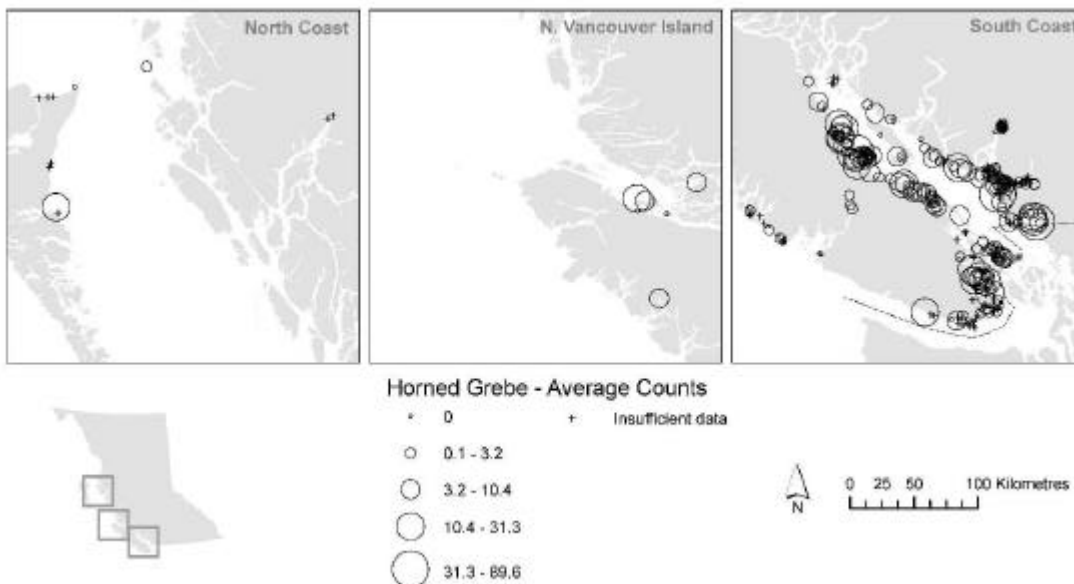 North Coast
N. Vancouver Island
South Coast
Horned Grebe - Average Counts
0
+ Insufficient data
0.1 - 3.2
3.2 - 10.4
10.4 - 31.3
31.3 - 89.6
N
0 25 50 100 Kilometres